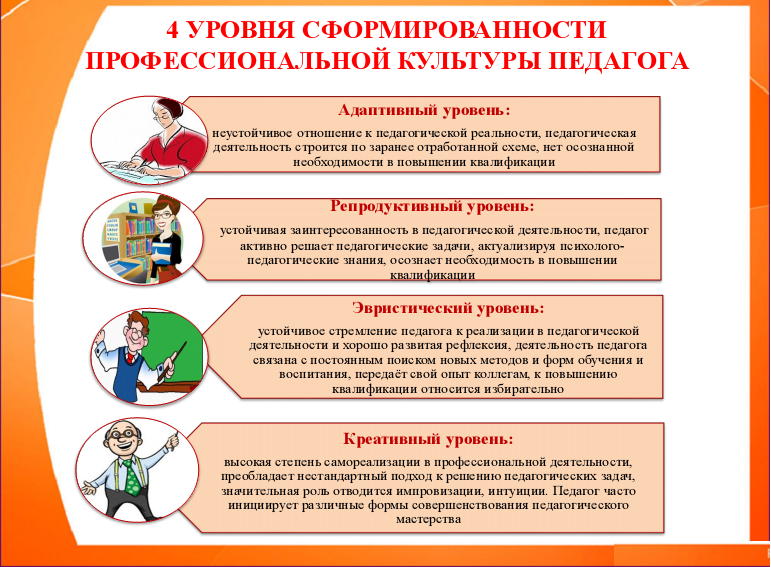 4 УРОВНЯ СФОРМИРОВАННОСТИ
ПРОФЕССИОНАЛЬНОЙ КУЛЬТУРЫ ПЕДАГОГА
Адаптивный уровень:
неустойчивое отношение к педагогической реальности, педагогическая
деятельность строится по заранее отработанной схеме, нет осознанной
необходимости в повышении квалификации
Репродуктивный уровень:
устойчивая заинтересованность в педагогической деятельности, педагог
активно решает педагогические задачи, актуализируя психолого-
педагогические знания, осознает необходимость в повышении
квалификации
Эвристический уровень:
устойчивое стремление педагога к реализации в педагогической
деятельности и хорошо развитая рефлексия, деятельность педагога
связана с постоянным поиском новых методов и форм обучения и
воспитания, передаёт свой опыт коллегам, к повышению
квалификации относится избирательно
Креативный уровень:
высокая степень самореализации в профессиональной деятельности,
преобладает нестандартный подход к решению педагогических задач,
значительная роль отводится импровизации, интуиции. Педагог часто
инициирует различные формы совершенствования педагогического
мастерства